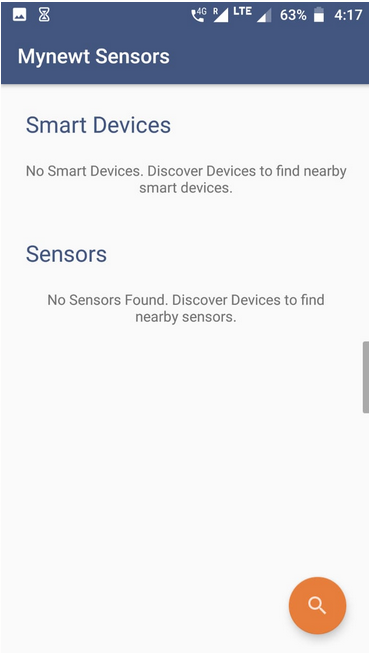 4G R LTE 63% 4:17
Mynewt Sensors
Smart Devices
No Smart Devices. Discover Devices to find nearby
smart devices.
Sensors
No Sensors Found. Discover Devices to find
nearby sensors.